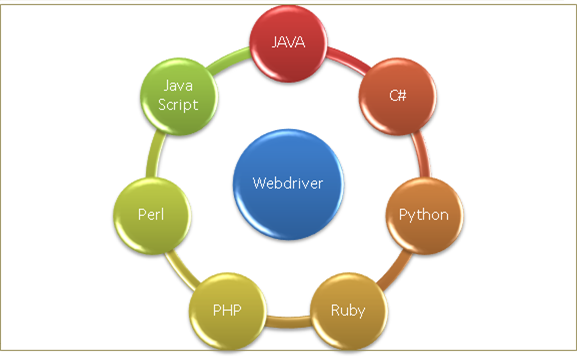 JAVA
C#
Python
Ruby
PHP
Perl
Java
Script
Webdriver